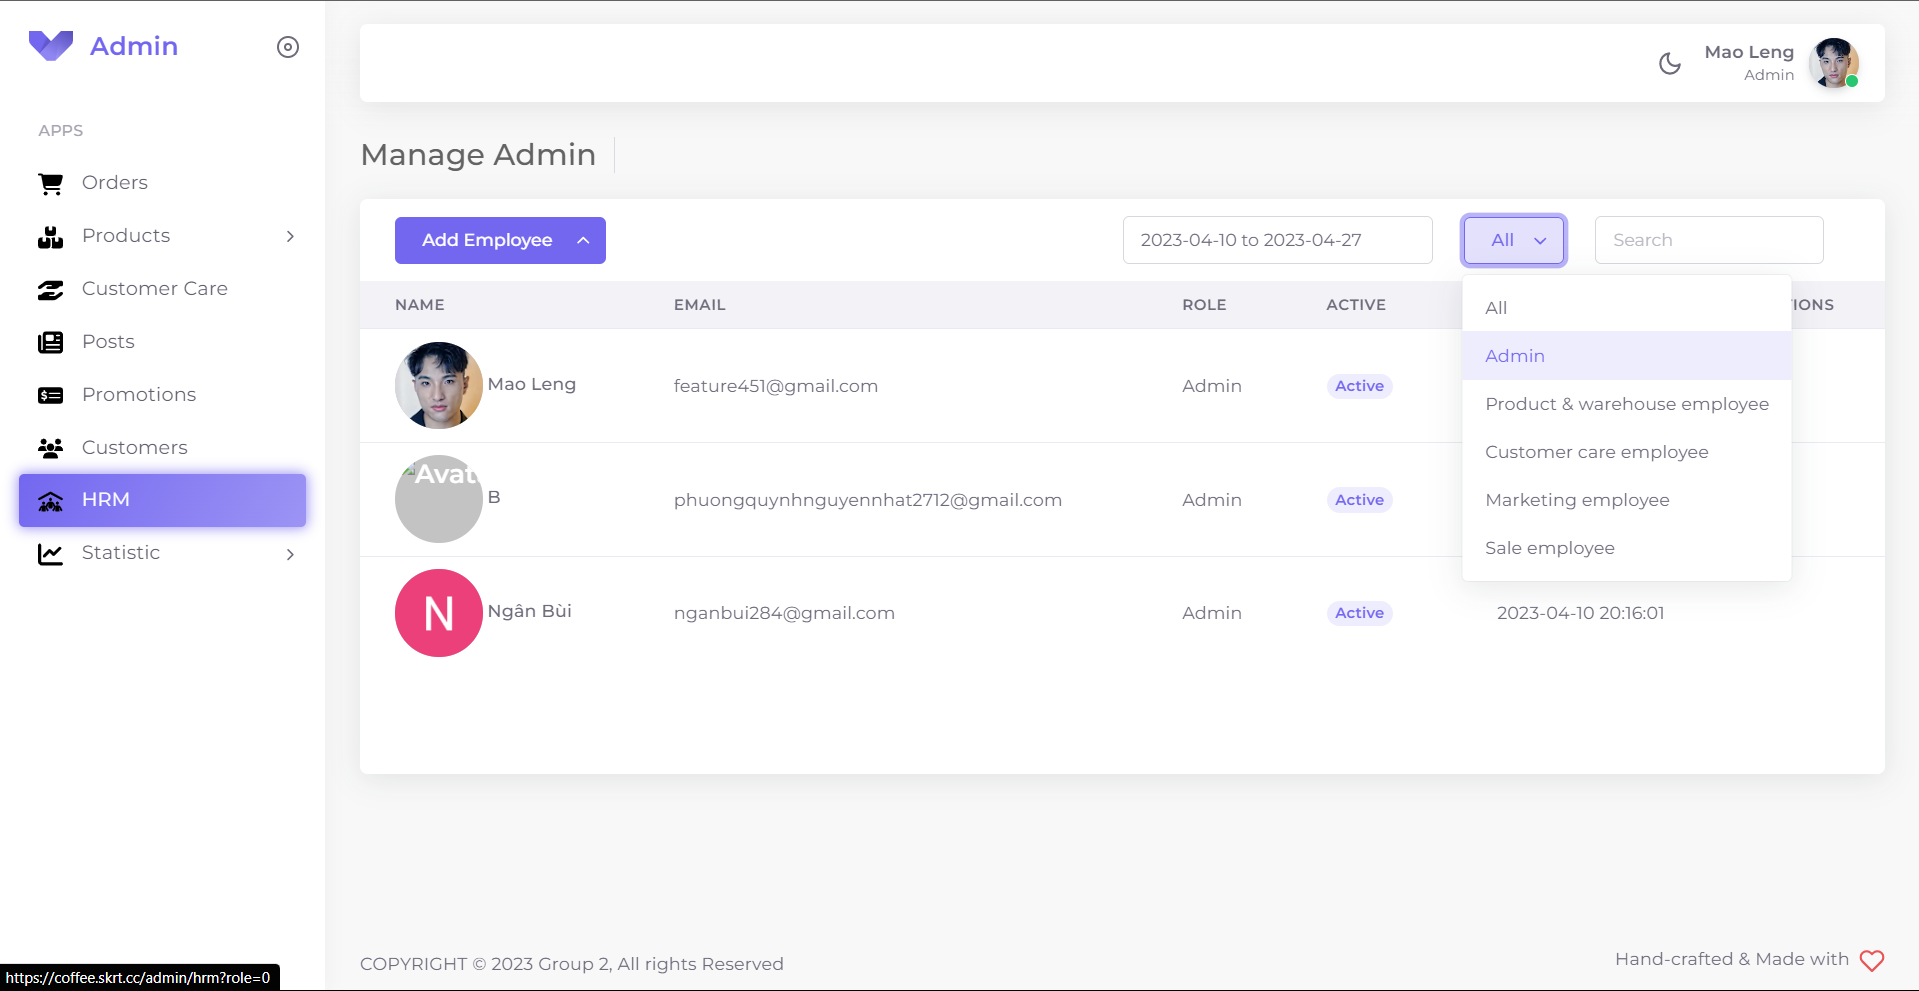 Admin
Mao Leng
Admin
APPS
Orders
Products
Customer Care
Posts
Promotions
Customers
HRM
Statistic
Manage Admin
Add Employee
2023-04-10 to 2023-04-27
All
Search
NAME EMAIL ROLE ACTIVE IONS
Mao Leng feature451@gmail.com Admin Active
Avat B phuongquynhnguyennhat2712@gmail.com Admin Active
N Ngân Bùi nganbui284@gmail.com Admin Active 2023-04-10 20:16:01
All
Admin
Product & warehouse employee
Customer care employee
Marketing employee
Sale employee
COPYRIGHT © 2023 Group 2, All rights Reserved
Hand-crafted & Made with
https://coffee.skrt.cc/admin/hrm?role=0